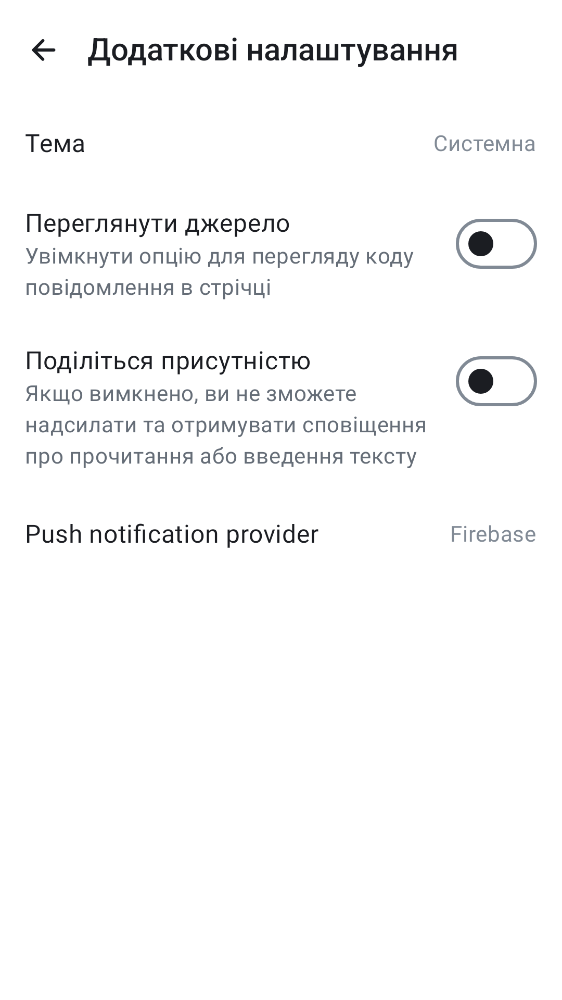 Додаткові налаштування
Тема
Системна
Переглянути джерело
Увімкнути опцію для перегляду коду
повідомлення в стрічці
Поділіться присутністю
Якщо вимкнено, ви не зможете
надсилати та отримувати сповіщення
про прочитання або введення тексту
Push notification provider
Firebase